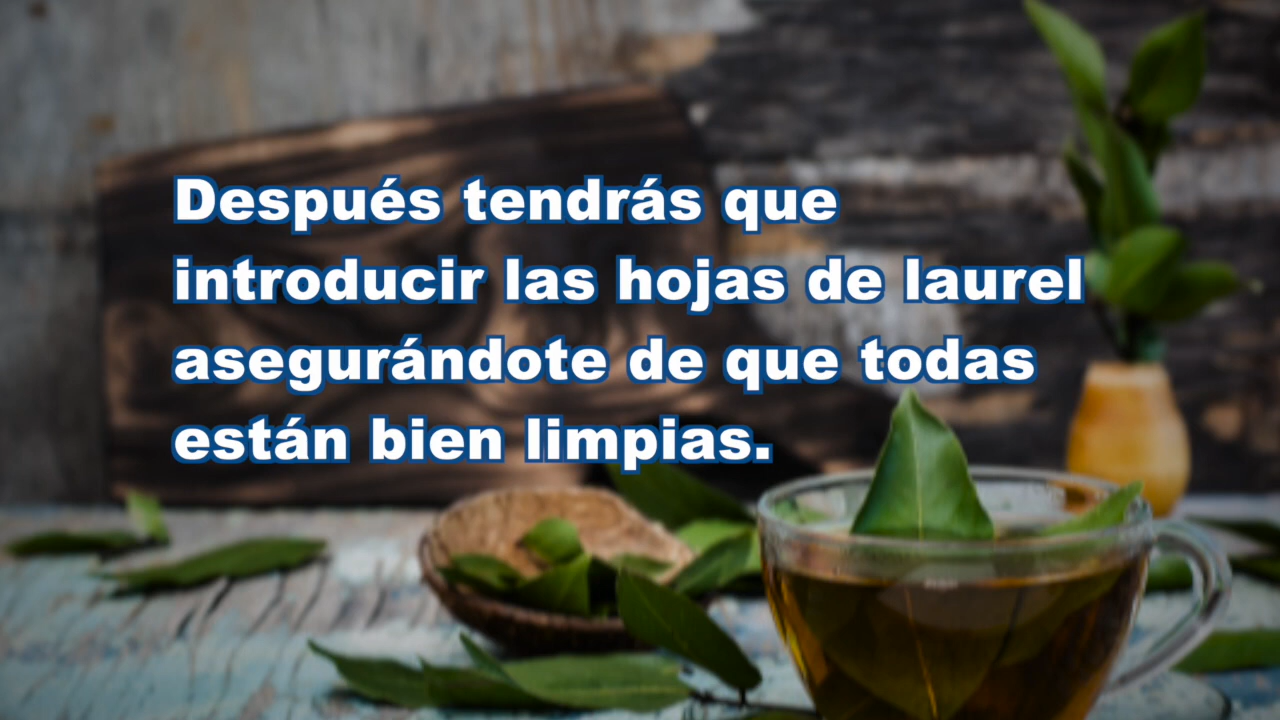 Después tendrás que
introducir las hojas de laurel
asegurándote de que todas
están bien limpias.